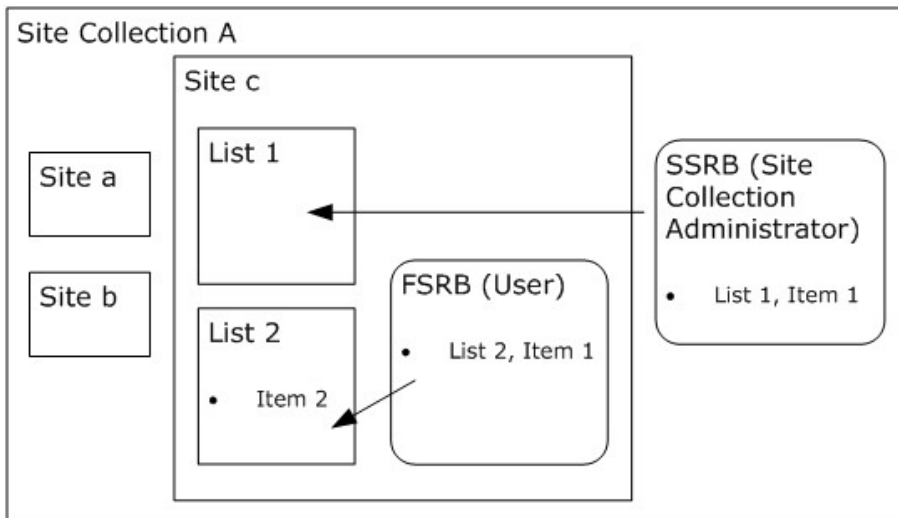 Site Collection A
Site c
Site a
Site b
List 1
List 2
• Item 2
FSRB (User)
• List 2, Item 1
SSRB (Site
Collection
Administrator)
• List 1, Item 1